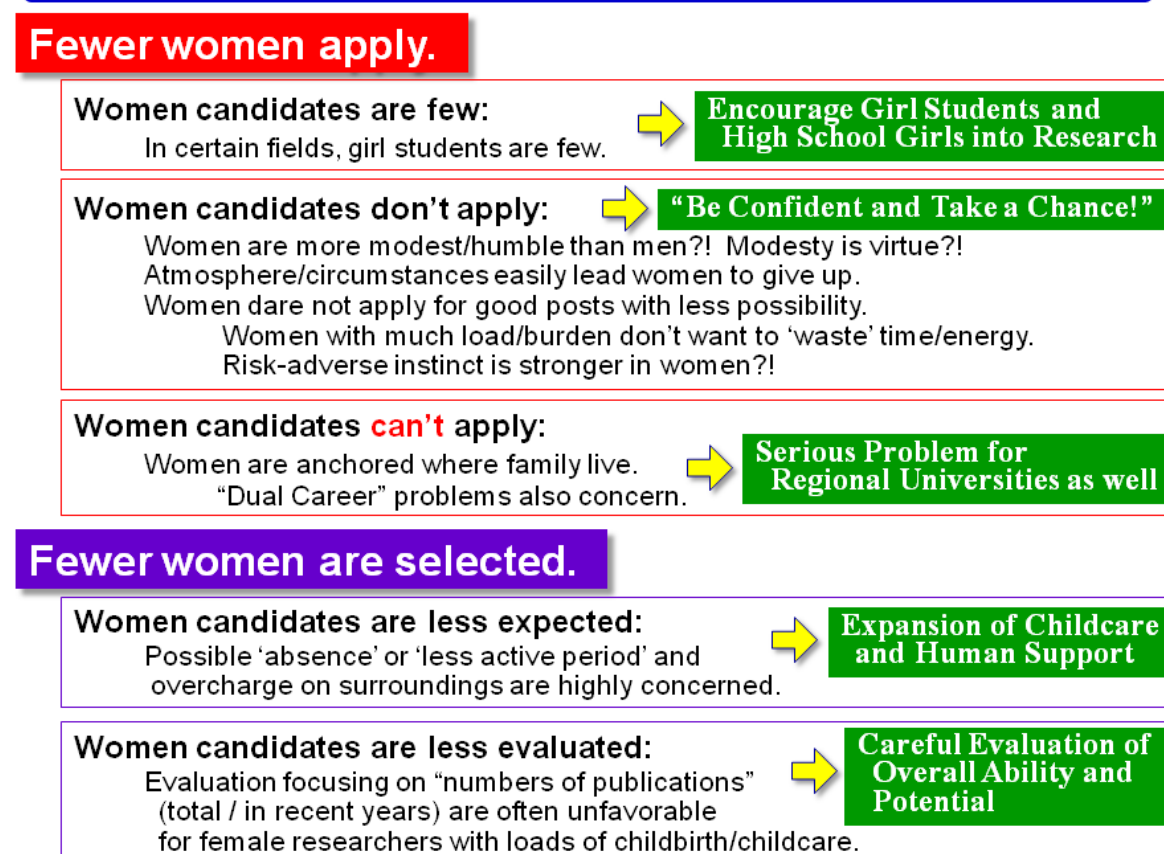 Fewer women apply.
Women candidates are few:
In certain fields, girl students are few.
Encourage Girl Students and
High School Girls into Research
Women candidates don't apply:
“Be Confident and Take a Chance!”
Women are more modest/humble than men?! Modesty is virtue?!
Atmosphere/circumstances easily lead women to give up.
Women dare not apply for good posts with less possibility.
Women with much load/burden don't want to ‘waste’ time/energy.
Risk-adverse instinct is stronger in women?!
Women candidates can't apply:
Women are anchored where family live.
“Dual Career” problems also concern.
Serious Problem for
Regional Universities as well
Fewer women are selected.
Women candidates are less expected:
Possible ‘absence’ or ‘less active period’ and
overcharge on surroundings are highly concerned.
Expansion of Childcare
and Human Support
Women candidates are less evaluated:
Evaluation focusing on “numbers of publications”
(total / in recent years) are often unfavorable
for female researchers with loads of childbirth/childcare.
Careful Evaluation of
Overall Ability and
Potential